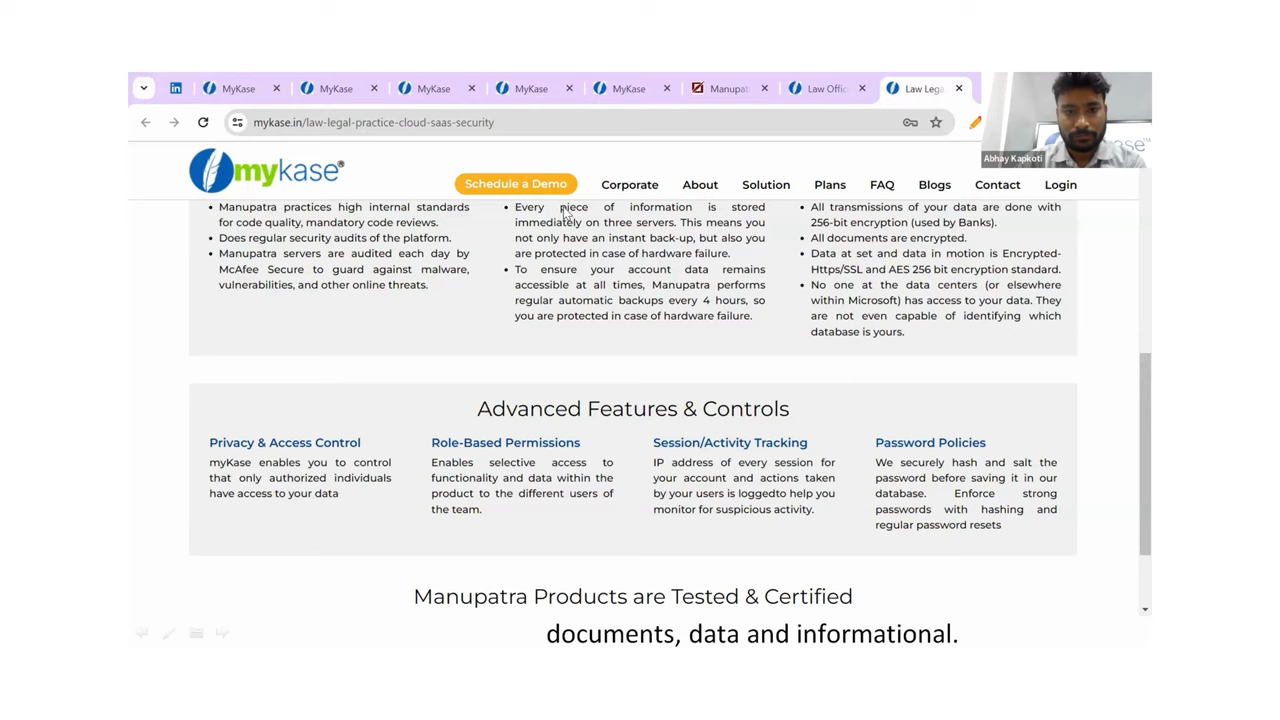 MyKase
MyKase
MyKase
MyKase
MyKase
Manupat
Law Offic
Law Lega
mykase.in/law-legal-practice-cloud-saas-security
Abhay Kapkoti
mykase®
Schedule a Demo
Corporate
About
Solution
Plans
FAQ
Blogs
Contact
Login
• Manupatra practices high internal standards
for code quality, mandatory code reviews.
• Does regular security audits of the platform.
• Manupatra servers are audited each day by
McAfee Secure to guard against malware,
vulnerabilities, and other online threats.
• Every piece of information is stored
immediately on three servers. This means you
not only have an instant back-up, but also you
are protected in case of hardware failure.
• To ensure your account data remains
accessible at all times, Manupatra performs
regular automatic backups every 4 hours, so
you are protected in case of hardware failure.
• All transmissions of your data are done with
256-bit encryption (used by Banks).
• All documents are encrypted.
• Data at set and data in motion is Encrypted-
Https/SSL and AES 256 bit encryption standard.
• No one at the data centers (or elsewhere
within Microsoft) has access to your data. They
are not even capable of identifying which
database is yours.
Advanced Features & Controls
Privacy & Access Control
myKase enables you to control
that only authorized individuals
have access to your data
Role-Based Permissions
Enables selective access to
functionality and data within the
product to the different users of
the team.
Session/Activity Tracking
IP address of every session for
your account and actions taken
by your users is loggedto help you
monitor for suspicious activity.
Password Policies
We securely hash and salt the
password before saving it in our
database. Enforce strong
passwords with hashing and
regular password resets
Manupatra Products are Tested & Certified
documents, data and informational.